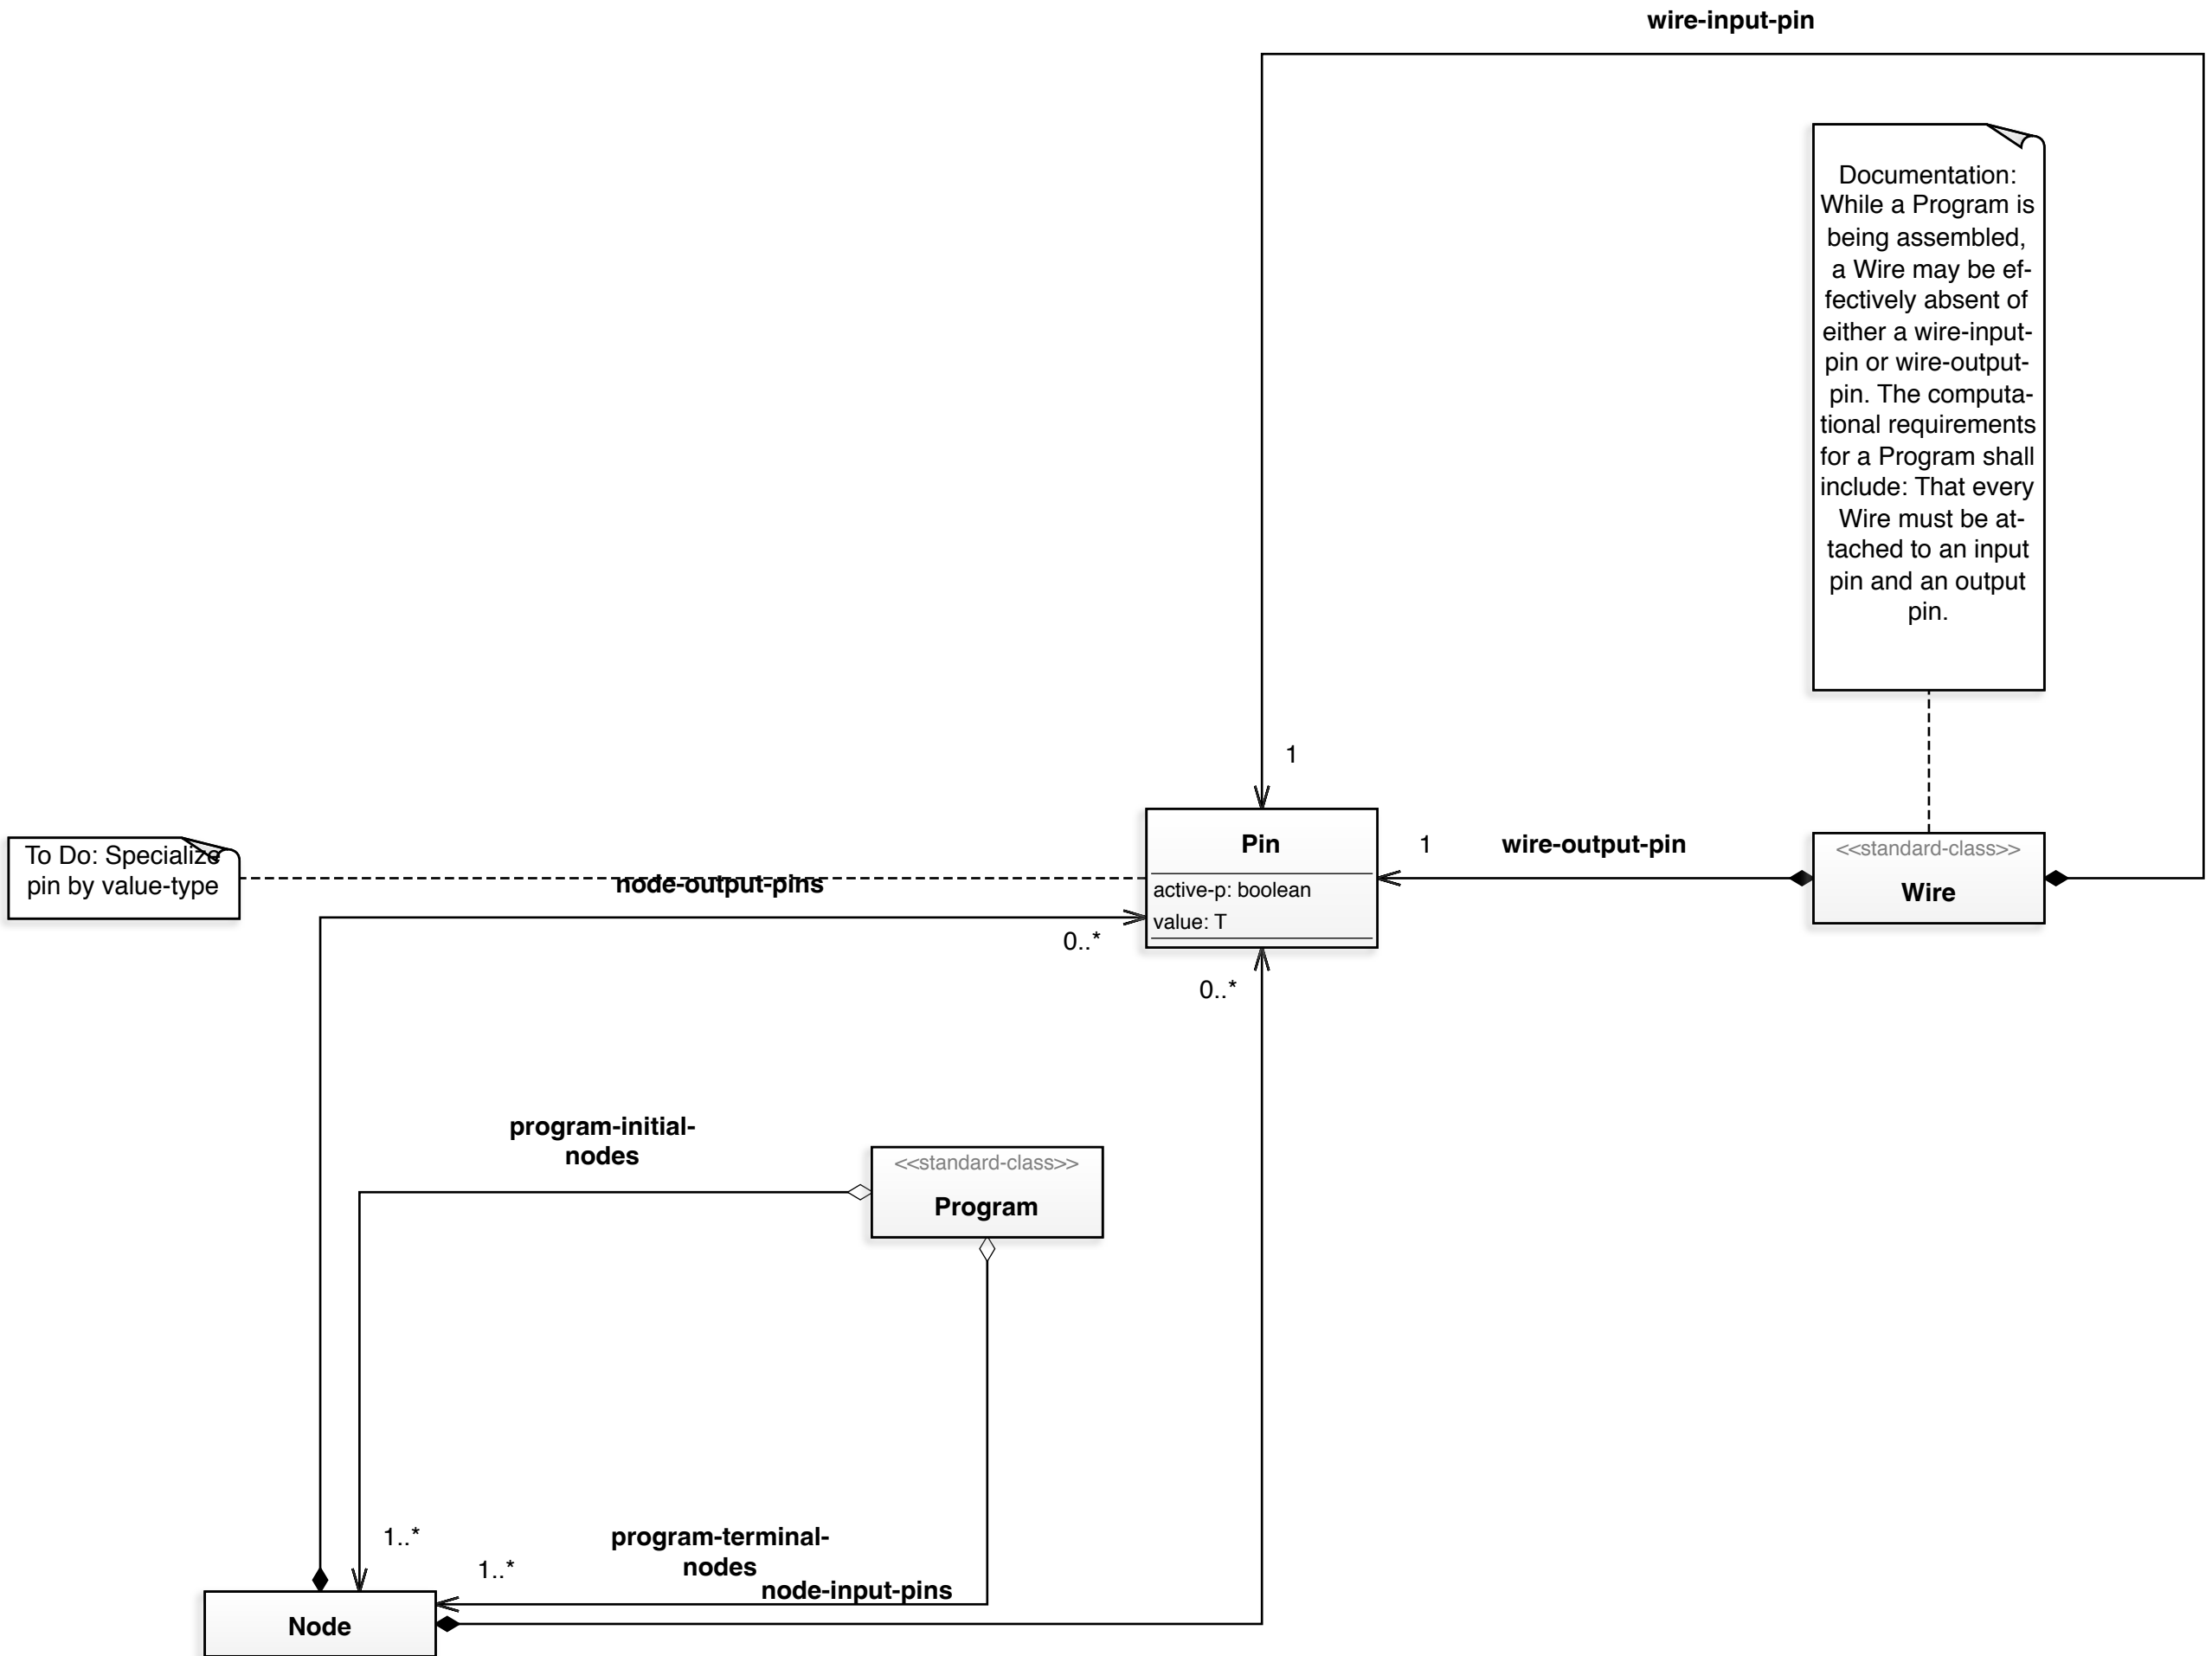 wire-input-pin
Documentation:
While a Program is
being assembled,
a Wire may be ef-
fectively absent of
either a wire-input-
pin or wire-output-
pin. The computa-
tional requirements
for a Program shall
include: That every
Wire must be at-
tached to an input
pin and an output
pin.
1
Pin
active-p: boolean
value: T
1
wire-output-pin
<<standard-class>>
Wire
To Do: Specialize
pin by value-type
node-output-pins
0..*
0..*
program-initial-
nodes
<<standard-class>>
Program
1..*
1..*
program-terminal-
nodes
node-input-pins
Node